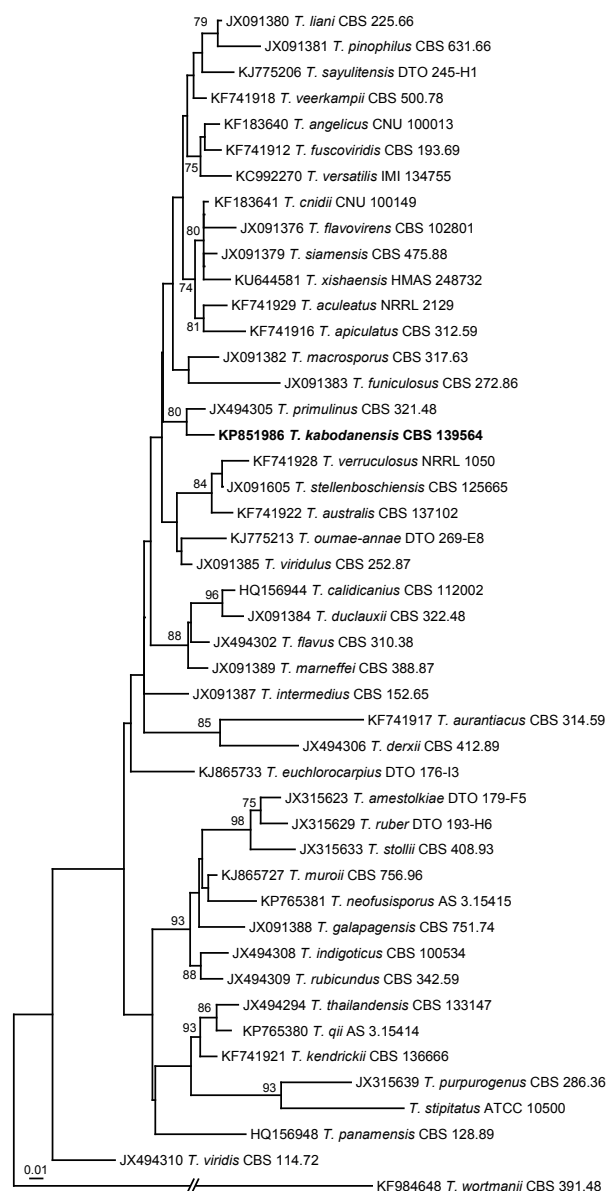 79
JX091380 T. liani CBS 225.66
JX091381 T. pinophilus CBS 631.66
KJ775206 T. sayulitensis DTO 245-H1
KF741918 T. veerkampii CBS 500.78
KF183640 T. angelicus CNU 100013
KF741912 T. fuscoviridis CBS 193.69
75
KC992270 T. versatilis IMI 134755
KF183641 T. cnidii CNU 100149
80
JX091376 T. flavovirens CBS 102801
JX091379 T. siamensis CBS 475.88
74
KU644581 T. xishaensis HMAS 248732
KF741929 T. aculeatus NRRL 2129
81
KF741916 T. apiculatus CBS 312.59
JX091382 T. macrosporus CBS 317.63
JX091383 T. funiculosus CBS 272.86
80
JX494305 T. primulinus CBS 321.48
KP851986 T. kabodanensis CBS 139564
KF741928 T. verruculosus NRRL 1050
84
JX091605 T. stellenboschiensis CBS 125665
KF741922 T. australis CBS 137102
KJ775213 T. oumae-annae DTO 269-E8
JX091385 T. viridulus CBS 252.87
96
HQ156944 T. calidicanius CBS 112002
JX091384 T. duclauxii CBS 322.48
88
JX494302 T. flavus CBS 310.38
JX091389 T. marneffei CBS 388.87
JX091387 T. intermedius CBS 152.65
85
KF741917 T. aurantiacus CBS 314.59
JX494306 T. derxii CBS 412.89
KJ865733 T. euchlorocarpius DTO 176-I3
75
JX315623 T. amestolkiae DTO 179-F5
98
JX315629 T. ruber DTO 193-H6
JX315633 T. stollii CBS 408.93
KJ865727 T. muroii CBS 756.96
KP765381 T. neofusisporus AS 3.15415
93
JX091388 T. galapagensis CBS 751.74
JX494308 T. indigoticus CBS 100534
88
JX494309 T. rubicundus CBS 342.59
86
JX494294 T. thailandensis CBS 133147
93
KP765380 T. qii AS 3.15414
KF741921 T. kendrickii CBS 136666
93
JX315639 T. purpurogenus CBS 286.36
T. stipitatus ATCC 10500
HQ156948 T. panamensis CBS 128.89
JX494310 T. viridis CBS 114.72
0.01
KF984648 T. wortmanii CBS 391.48